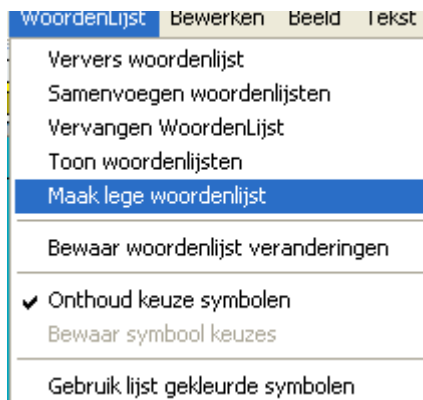 WoordenLijst Bewerken Beeld Tekst
Ververs woordenlijst
Samenvoegen woordenlijsten
Vervangen WoordenLijst
Toon woordenlijsten
Maak lege woordenlijst
Bewaar woordenlijst veranderingen
Onthoud keuze symbolen
Bewaar symbool keuzes
Gebruik lijst gekleurde symbolen